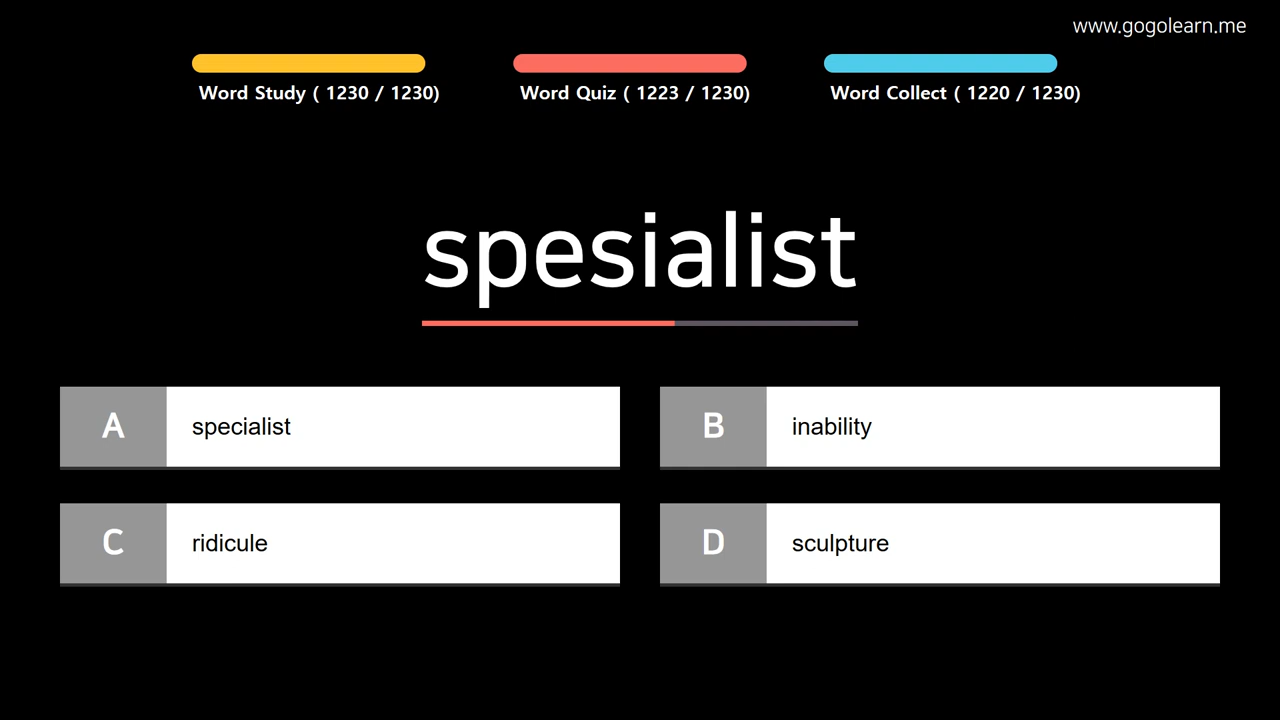 www.gogolearn.me
Word Study ( 1230 / 1230)
Word Quiz ( 1223 / 1230)
Word Collect ( 1220 / 1230)
spesialist
A specialist
B inability
C ridicule
D sculpture